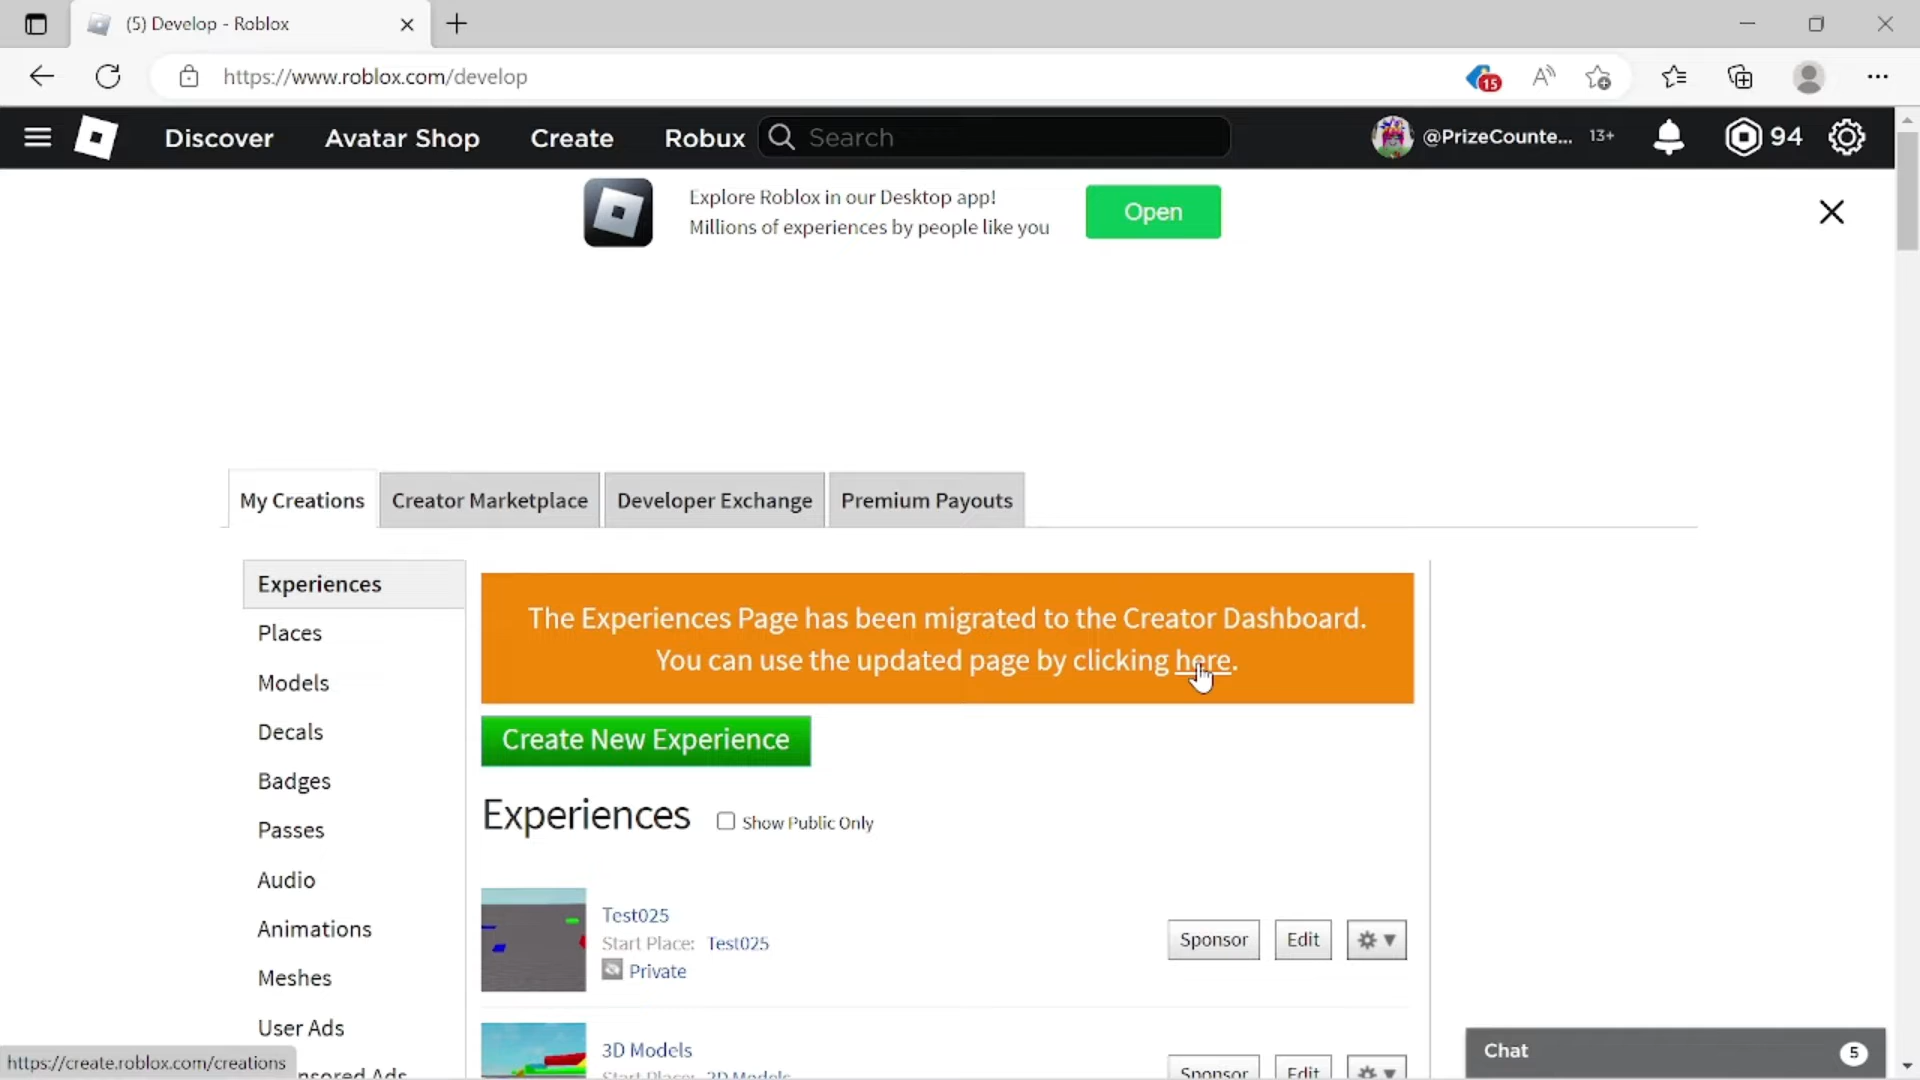 (5) Develop - Roblox
https://www.roblox.com/develop
15
Discover
Avatar Shop
Create
Robux
Search
@PrizeCounte...
13+
94
Explore Roblox in our Desktop app!
Millions of experiences by people like you
Open
My Creations
Creator Marketplace
Developer Exchange
Premium Payouts
Experiences
Places
Models
Decals
Badges
Passes
Audio
Animations
Meshes
User Ads
The Experiences Page has been migrated to the Creator Dashboard.
You can use the updated page by clicking here.
Create New Experience
Experiences
Show Public Only
Test025
Start Place: Test025
Private
Sponsor
Edit
3D Models
Start Place: 3D Models
Sponsor
Edit
Chat
5
https://create.roblox.com/creations